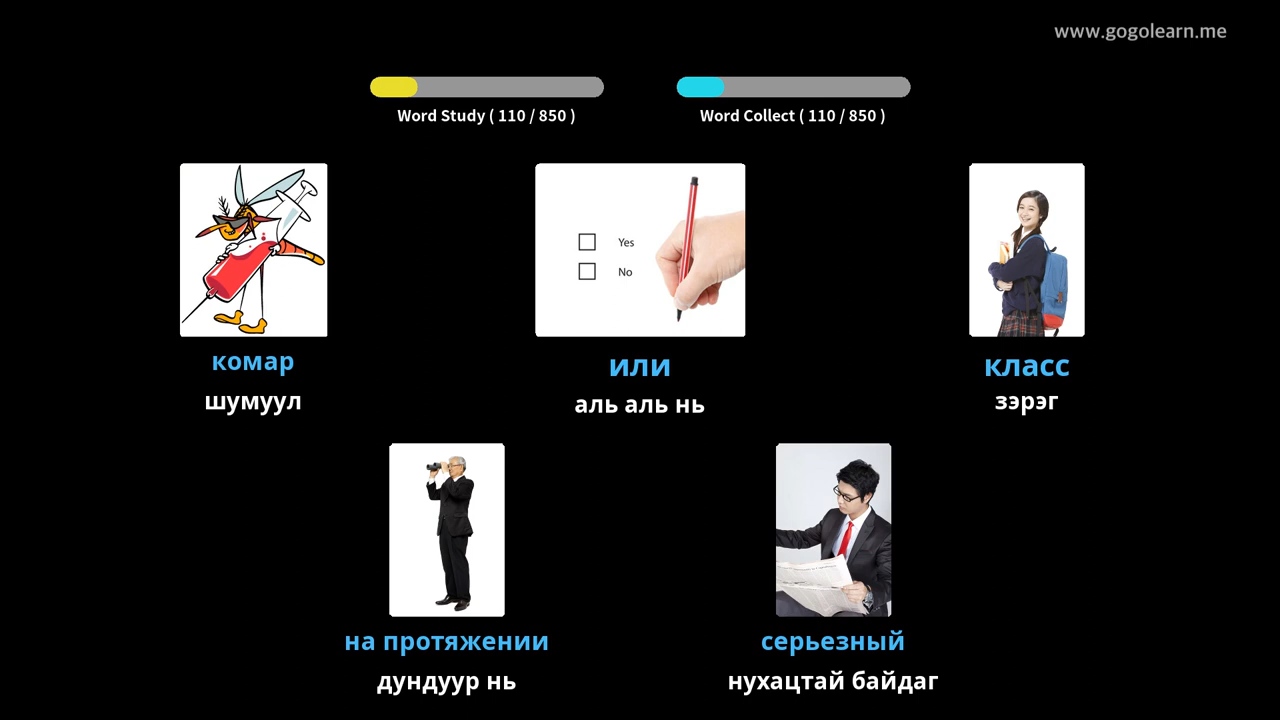 www.gogolearn.me
Word Study ( 110 / 850 )
Word Collect ( 110 / 850 )
Yes
No
комар
шумуул
или
аль аль нь
класс
зэрэг
на протяжении
дундуур нь
серьезный
нухацтай байдаг